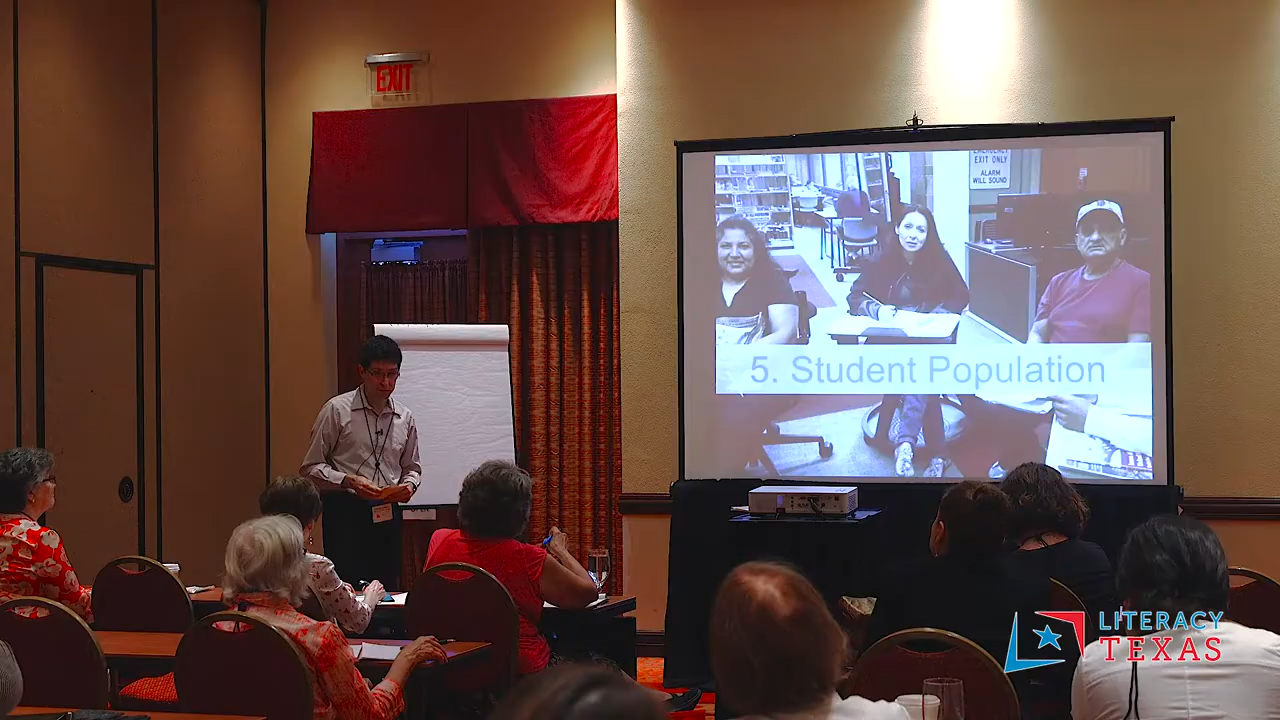 EXIT
EMERGENCY
EXIT ONLY
ALARM
WILL SOUND
5. Student Population
LITERACY
TEXAS